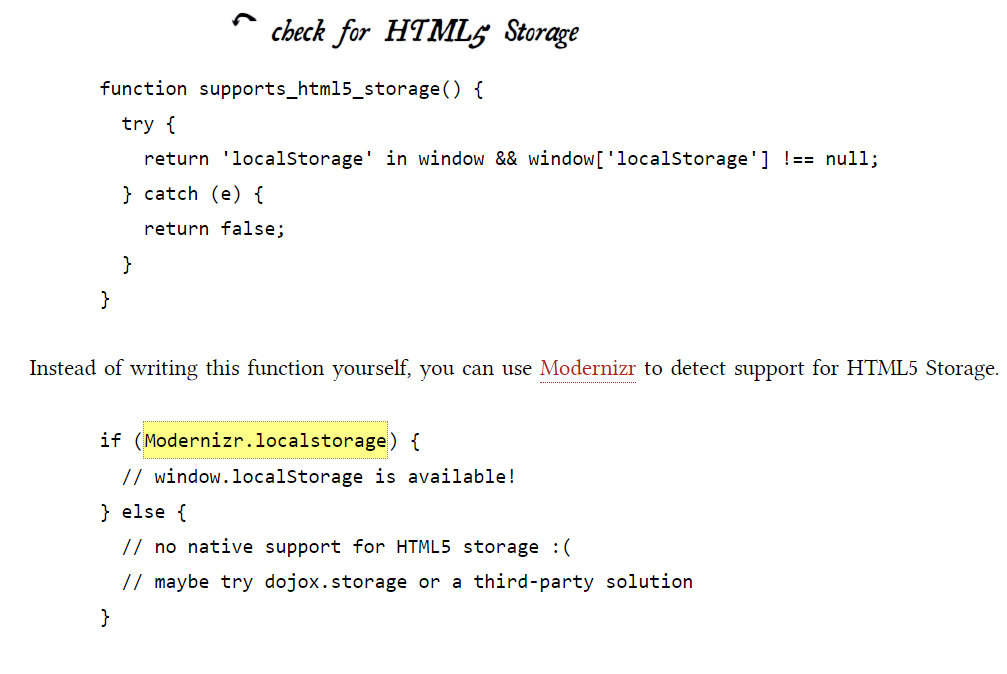 check for HTML5 Storage
function supports_html5_storage() {
  try {
    return 'localStorage' in window && window['localStorage'] !== null;
  } catch (e) {
    return false;
  }
}
Instead of writing this function yourself, you can use Modernizr to detect support for HTML5 Storage.
if (Modernizr.localstorage) {
  // window.localStorage is available!
} else {
  // no native support for HTML5 storage :(
  // maybe try dojox.storage or a third-party solution
}